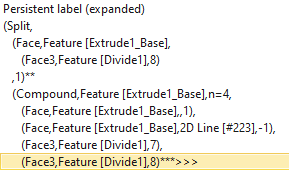 Persistent label (expanded)
(Split,
(Face,Feature [Extrude1_Base],
(Face3,Feature [Divide1],8)
,1)**
(Compound,Feature [Extrude1_Base],n=4,
(Face,Feature [Extrude1_Base],,1),
(Face,Feature [Extrude1_Base],2D Line [#223],-1),
(Face3,Feature [Divide1],7),
(Face3,Feature [Divide1],8)***>>>